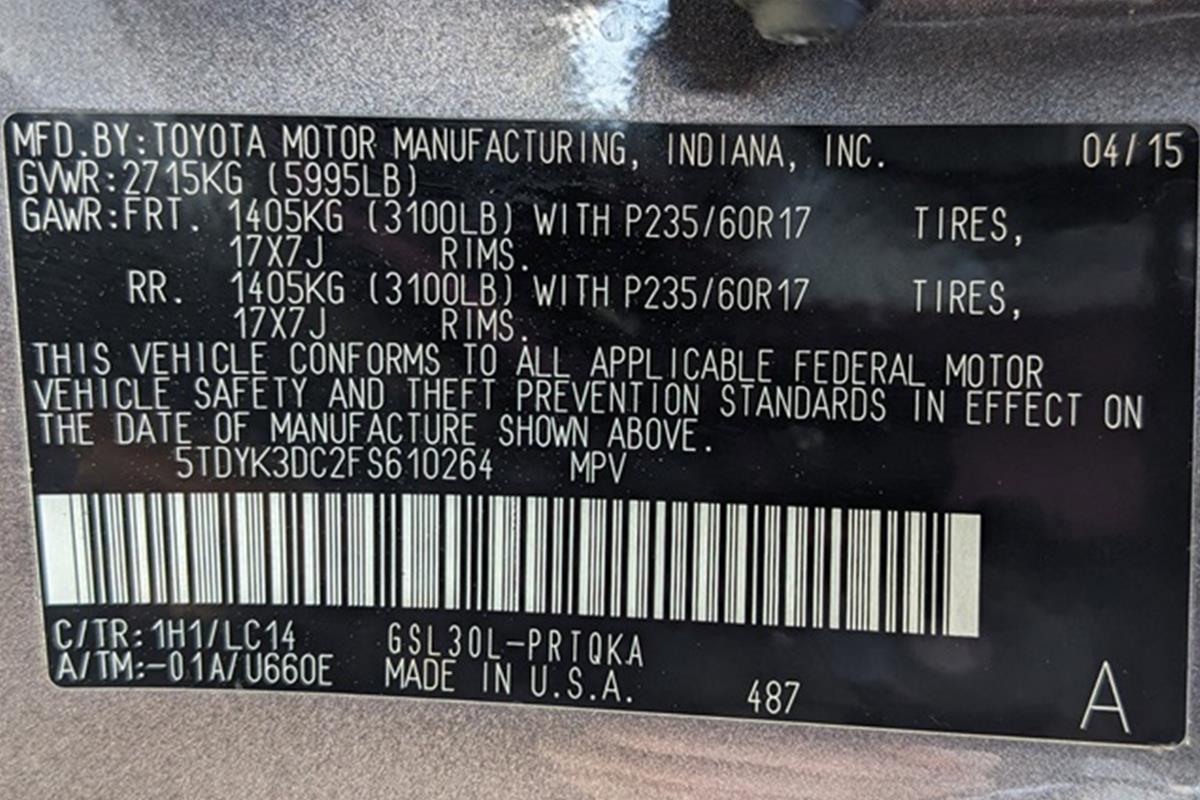 MFD. BY: TOYOTA MOTOR MANUFACTURING, INDIANA, INC. 04/15
GVWR: 2715KG (5995LB)
GAWR: FRT. 1405KG (3100LB) WITH P235/60R17 TIRES,
17X7J RIMS.
RR. 1405KG (3100LB) WITH P235/60R17 TIRES,
17X7J RIMS.
THIS VEHICLE CONFORMS TO ALL APPLICABLE FEDERAL MOTOR
VEHICLE SAFETY AND THEFT PREVENTION STANDARDS IN EFFECT ON
THE DATE OF MANUFACTURE SHOWN ABOVE.
5TDYK3DC2FS610264 MPV
C/TR: 1H1/LC14 GSL30L-PRTQKA
A/TM:-01A/U660E MADE IN U.S.A. 487 A